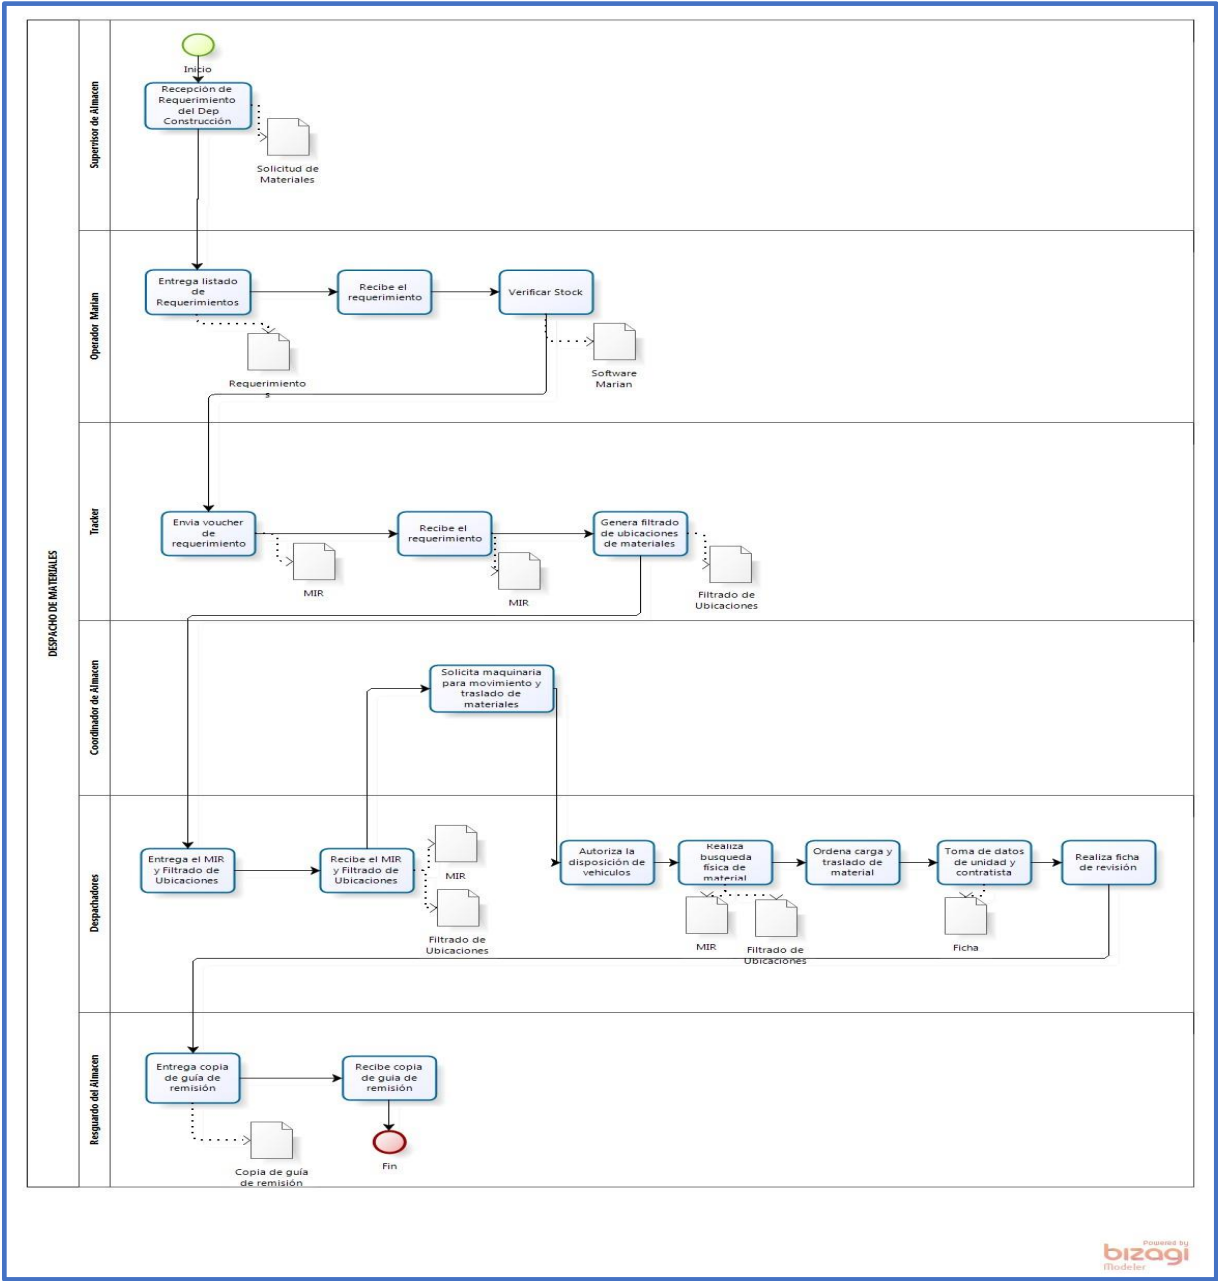 DESPACHO DE MATERIALES
Supervisor de Almacen
Inicio
Recepción de
Requerimiento
del Dep
Construcción
Solicitud de
Materiales
Operador Marian
Entrega listado
de
Requerimientos
Recibe el
requerimiento
Verificar Stock
Requerimiento
s
Software
Marian
Tracker
Envia voucher
de
requerimiento
Recibe el
requerimiento
Genera filtrado
de ubicaciones
de materiales
MIR
MIR
Filtrado de
Ubicaciones
Coordinador de Almacen
Solicita maquinaria
para movimiento y
traslado de
materiales
Despachadores
Entrega el MIR
y Filtrado de
Ubicaciones
Recibe el MIR
y Filtrado de
Ubicaciones
MIR
Filtrado de
Ubicaciones
Autoriza la
disposición de
vehiculos
Realiza
busqueda
física de
material
Ordena carga y
traslado de
material
Toma de datos
de unidad y
contratista
Realiza ficha
de revisión
MIR
Filtrado de
Ubicaciones
Ficha
Resguardo del Almacen
Entrega copia
de guía de
remisión
Recibe copia
de guia de
remisión
Copia de guía
de remisión
Fin
Powered by
bizagi
Modeler